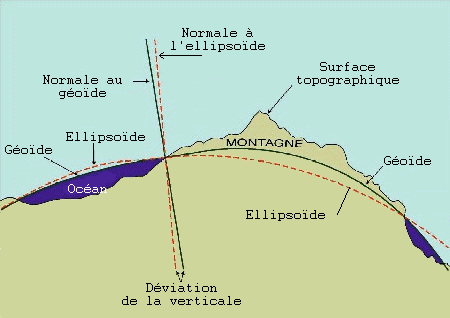 Normale à
l'ellipsoïde
Normale au
géoïde
Surface
topographique
Ellipsoïde
Géoïde
MONTAGNE
Géoïde
Océan
Ellipsoïde
Déviation
de la verticale